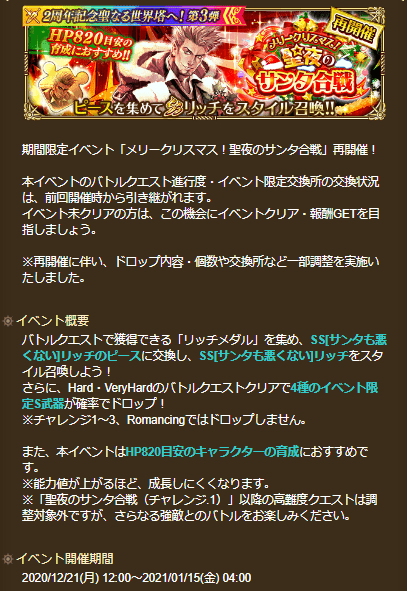 2周年記念聖なる世界塔へ!第3弾
再開催
HP820目安の
育成におすすめ!!
メリークリスマス!
聖夜の
サンタ合戦
ピースを集めてSSリッチをスタイル召喚!!
期間限定イベント「メリークリスマス！聖夜のサンタ合戦」再開催！
本イベントのバトルクエスト進行度・イベント限定交換所の交換状況
は、前回開催時から引き継がれます。
イベント未クリアの方は、この機会にイベントクリア・報酬GETを目
指しましょう。
※再開催に伴い、ドロップ内容・個数や交換所など一部調整を実施い
たしました。
イベント概要
バトルクエストで獲得できる「リッチメダル」を集め、SS[サンタも悪
くない]リッチのピースに交換し、SS[サンタも悪くない]リッチをスタ
イル召喚しよう！
さらに、Hard・VeryHardのバトルクエストクリアで4種のイベント限
定S武器が確率でドロップ！
※チャレンジ1～3、Romancingではドロップしません。
また、本イベントはHP820目安のキャラクターの育成におすすめで
す。
※能力値が上がるほど、成長しにくくなります。
※「聖夜のサンタ合戦（チャレンジ.1）」以降の高難度クエストは調
整対象外ですが、さらなる強敵とのバトルをお楽しみください。
イベント開催期間
2020/12/21(月) 12:00～2021/01/15(金) 04:00